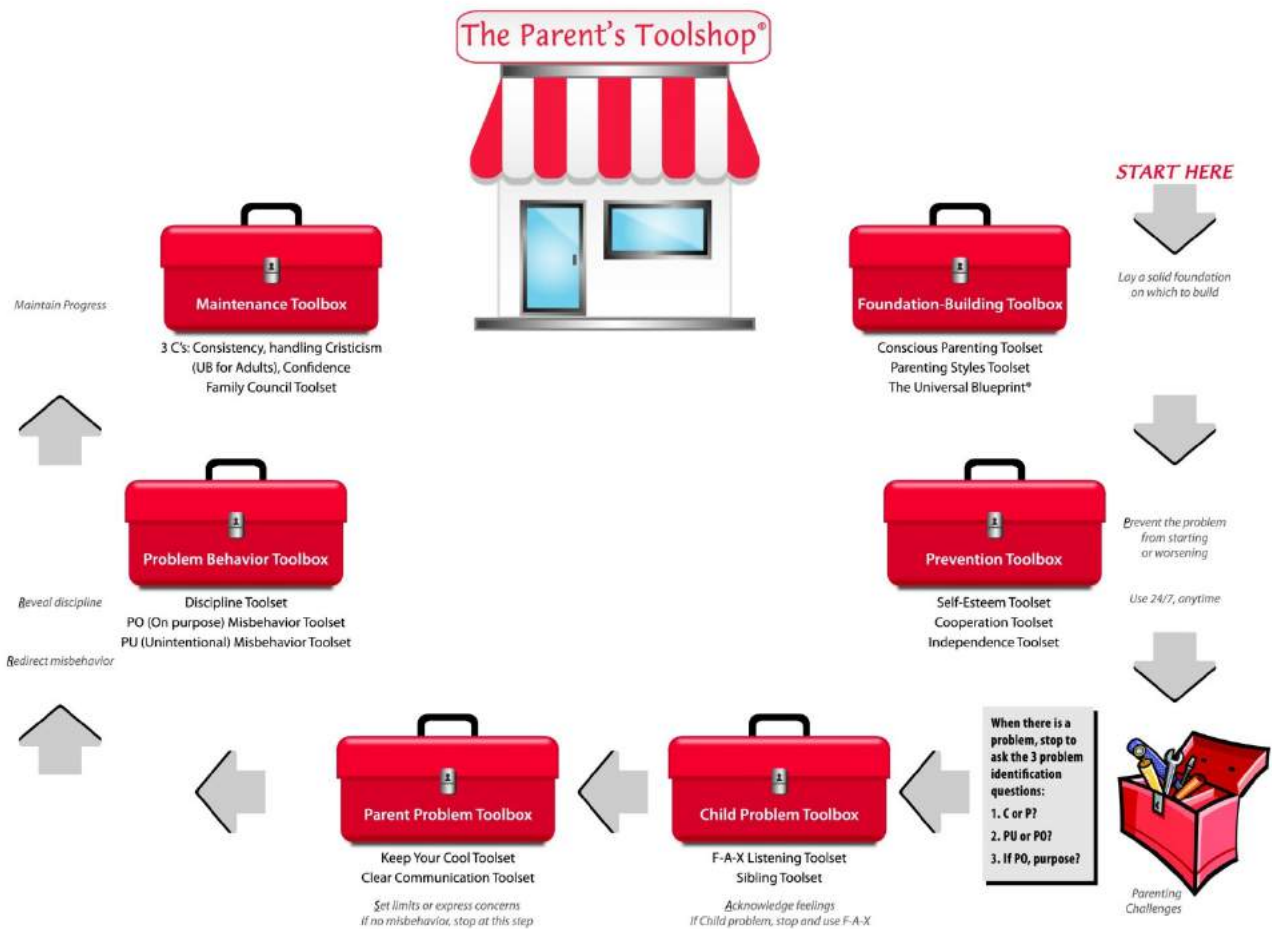 The Parent's Toolshop®
START HERE
Lay a solid foundation
on which to build
Foundation-Building Toolbox
Conscious Parenting Toolset
Parenting Styles Toolset
The Universal Blueprint®
Prevention Toolbox
Self-Esteem Toolset
Cooperation Toolset
Independence Toolset
Prevent the problem
from starting
or worsening
Use 24/7, anytime
Parenting
Challenges
When there is a
problem, stop to
ask the 3 problem
identification
questions:
1. C or P?
2. PU or PO?
3. If PO, purpose?
Child Problem Toolbox
F-A-X Listening Toolset
Sibling Toolset
Acknowledge feelings
If Child problem, stop and use F-A-X
Parent Problem Toolbox
Keep Your Cool Toolset
Clear Communication Toolset
Set limits or express concerns
if no misbehavior, stop at this step
Redirect misbehavior
Reveal discipline
Problem Behavior Toolbox
Discipline Toolset
PO (On purpose) Misbehavior Toolset
PU (Unintentional) Misbehavior Toolset
Maintain Progress
Maintenance Toolbox
3 C's: Consistency, handling Cristicism
(UB for Adults), Confidence
Family Council Toolset